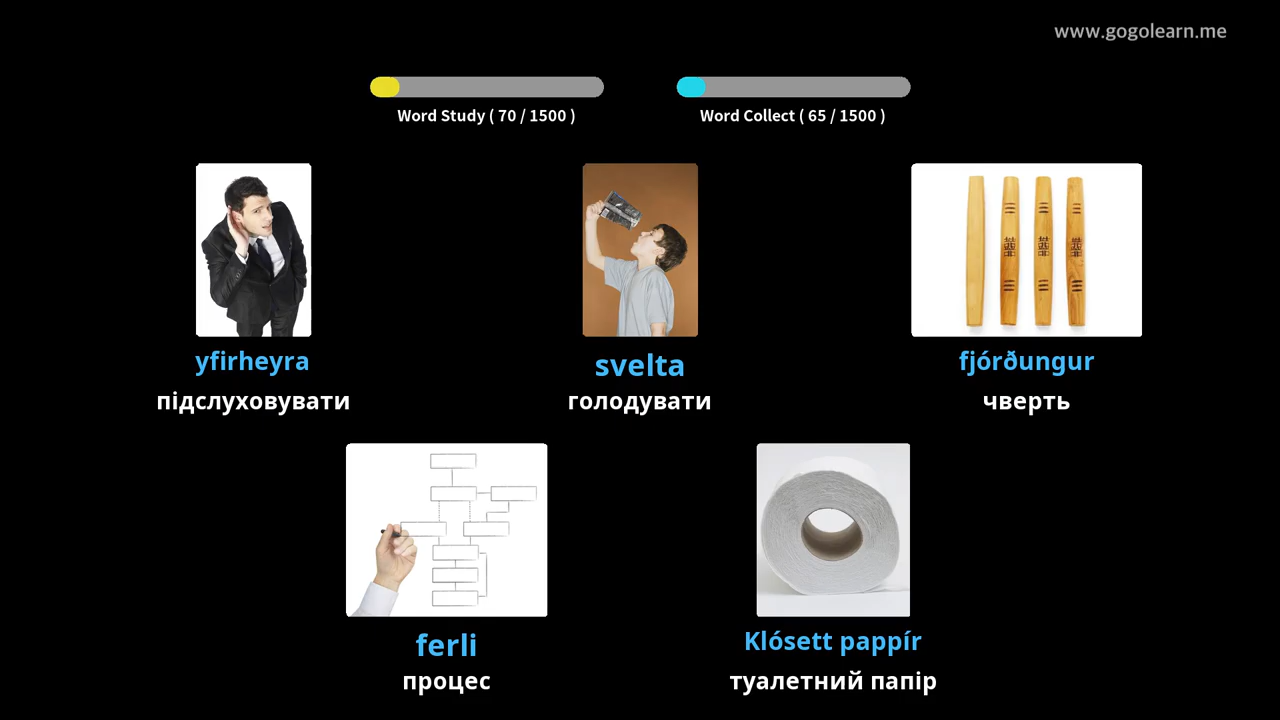 www.gogolearn.me
Word Study ( 70 / 1500 )
Word Collect ( 65 / 1500 )
yfirheyra
svelta
fjórðungur
підслуховувати
голодувати
чверть
ferli
Klósett pappír
процес
туалетний папір